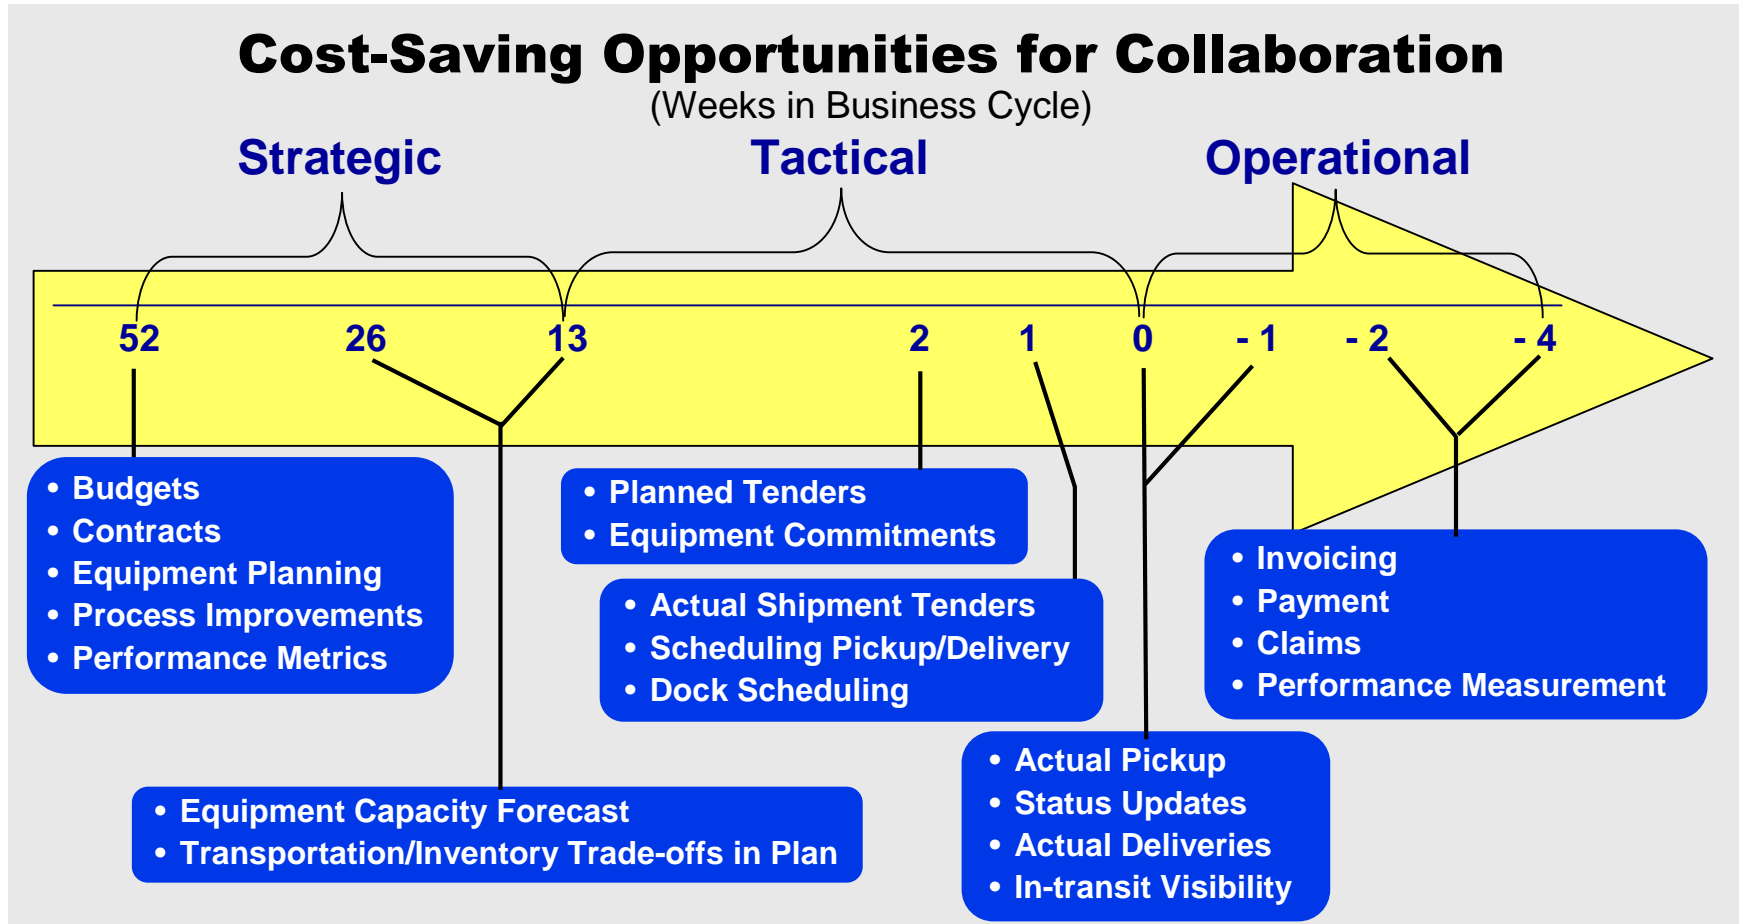 Cost-Saving Opportunities for Collaboration
(Weeks in Business Cycle)
Strategic Tactical Operational
52 26 13 2 1 0 - 1 - 2 - 4
• Budgets
• Contracts
• Equipment Planning
• Process Improvements
• Performance Metrics
• Equipment Capacity Forecast
• Transportation/Inventory Trade-offs in Plan
• Planned Tenders
• Equipment Commitments
• Actual Shipment Tenders
• Scheduling Pickup/Delivery
• Dock Scheduling
• Actual Pickup
• Status Updates
• Actual Deliveries
• In-transit Visibility
• Invoicing
• Payment
• Claims
• Performance Measurement